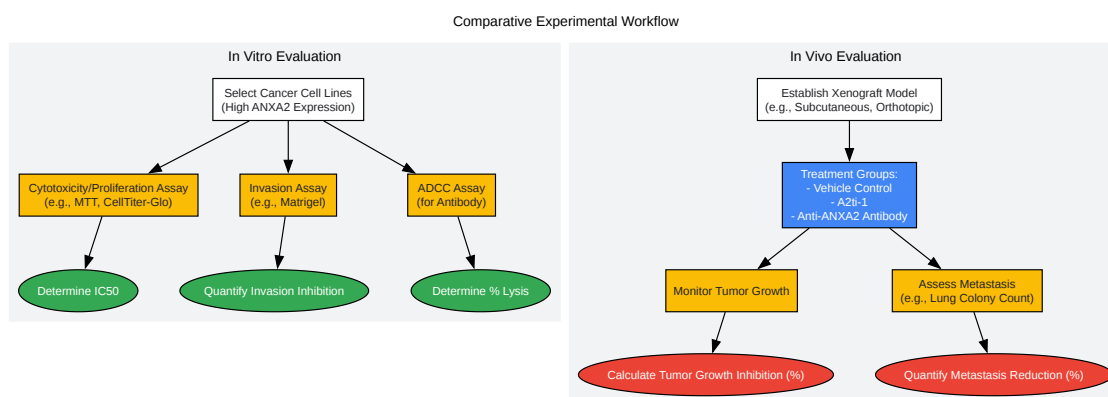 Comparative Experimental Workflow
In Vitro Evaluation
Select Cancer Cell Lines
(High ANXA2 Expression)
Cytotoxicity/Proliferation Assay
(e.g., MTT, CellTiter-Glo)
Invasion Assay
(e.g., Matrigel)
ADCC Assay
(for Antibody)
Determine IC50
Quantify Invasion Inhibition
Determine % Lysis
In Vivo Evaluation
Establish Xenograft Model
(e.g., Subcutaneous, Orthotopic)
Treatment Groups:
- Vehicle Control
- A2ti-1
- Anti-ANXA2 Antibody
Monitor Tumor Growth
Assess Metastasis
(e.g., Lung Colony Count)
Calculate Tumor Growth Inhibition (%)
Quantify Metastasis Reduction (%)